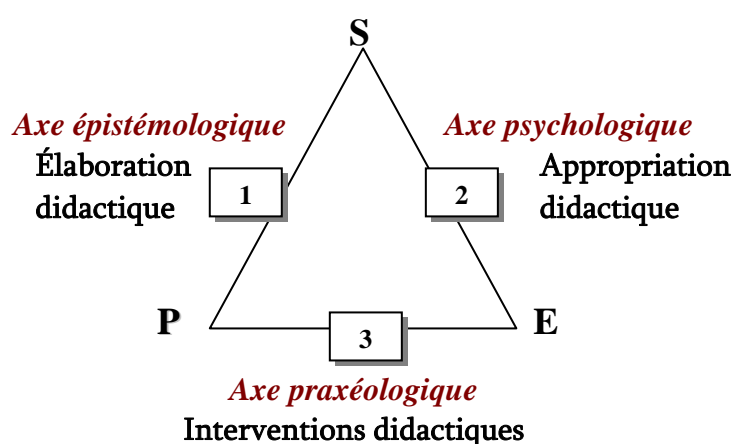 S
Axe épistémologique
Élaboration
didactique
1
Axe psychologique
Appropriation
didactique
2
P
E
3
Axe praxéologique
Interventions didactiques